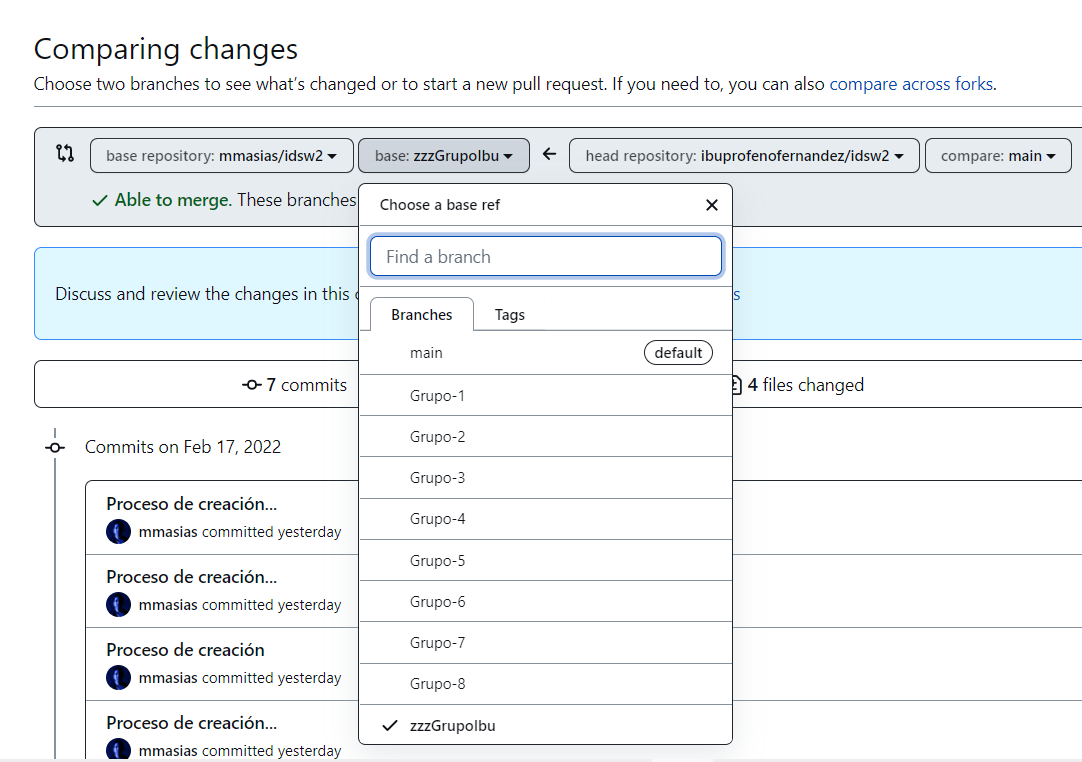 Comparing changes
Choose two branches to see what's changed or to start a new pull request. If you need to, you can also compare across forks.
base repository: mmasias/idsw2 base: zzzGrupoIbu head repository: ibuprofenofernandez/idsw2 compare: main
Able to merge. These branches
Choose a base ref
Find a branch
Discuss and review the changes in this
s
Branches Tags
main default
7 commits
4 files changed
Grupo-1
Grupo-2
Grupo-3
Grupo-4
Grupo-5
Grupo-6
Grupo-7
Grupo-8
zzzGrupoIbu
Commits on Feb 17, 2022
Proceso de creación...
mmasias committed yesterday
Proceso de creación...
mmasias committed yesterday
Proceso de creación
mmasias committed yesterday
Proceso de creación...
mmasias committed yesterday